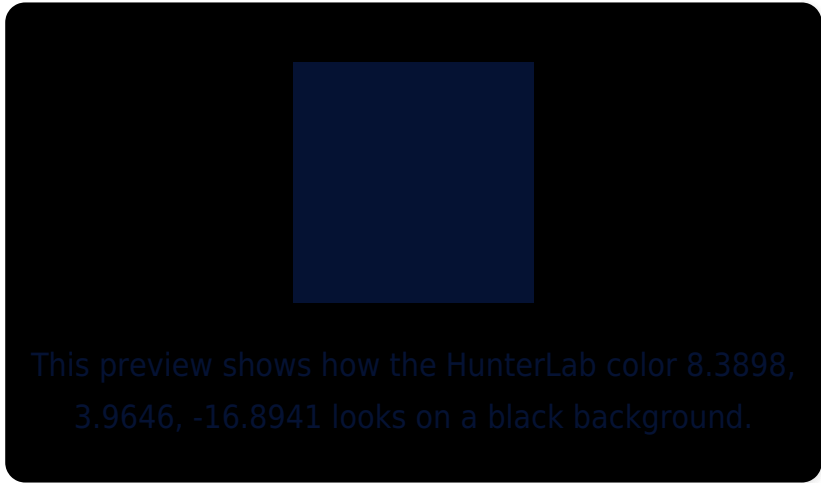 This preview shows how the HunterLab color 8.3898,
3.9646, -16.8941 looks on a black background.